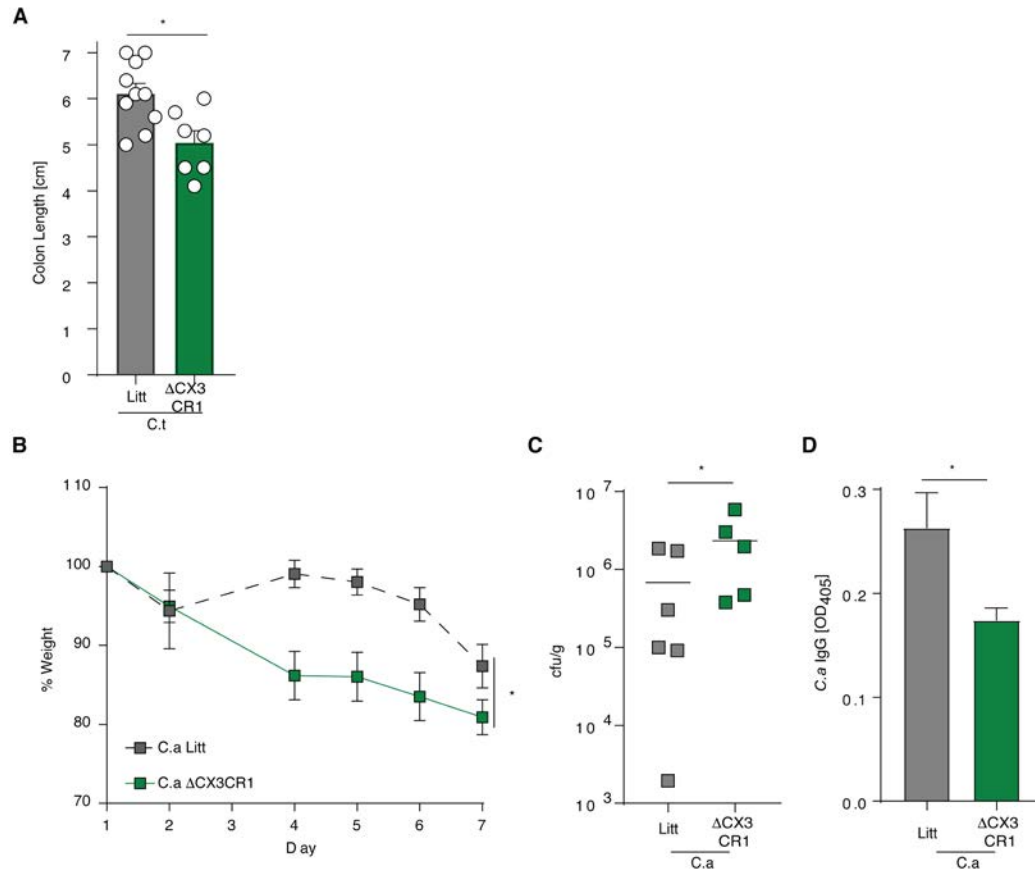 A
*
Colon Length [cm]
7
6
5
4
3
2
1
0
Litt
ΔCX3
CR1
C.t
B
% Weight
110
100
90
80
70
*
C.a Litt
C.a ΔCX3CR1
1 2 3 4 5 6 7
D ay
C
*
cfu/g
10 7
10 6
10 5
10 4
10 3
Litt
ΔCX3
CR1
C.a
D
*
C.a IgG [OD405]
0.3
0.2
0.1
0.0
Litt
ΔCX3
CR1
C.a